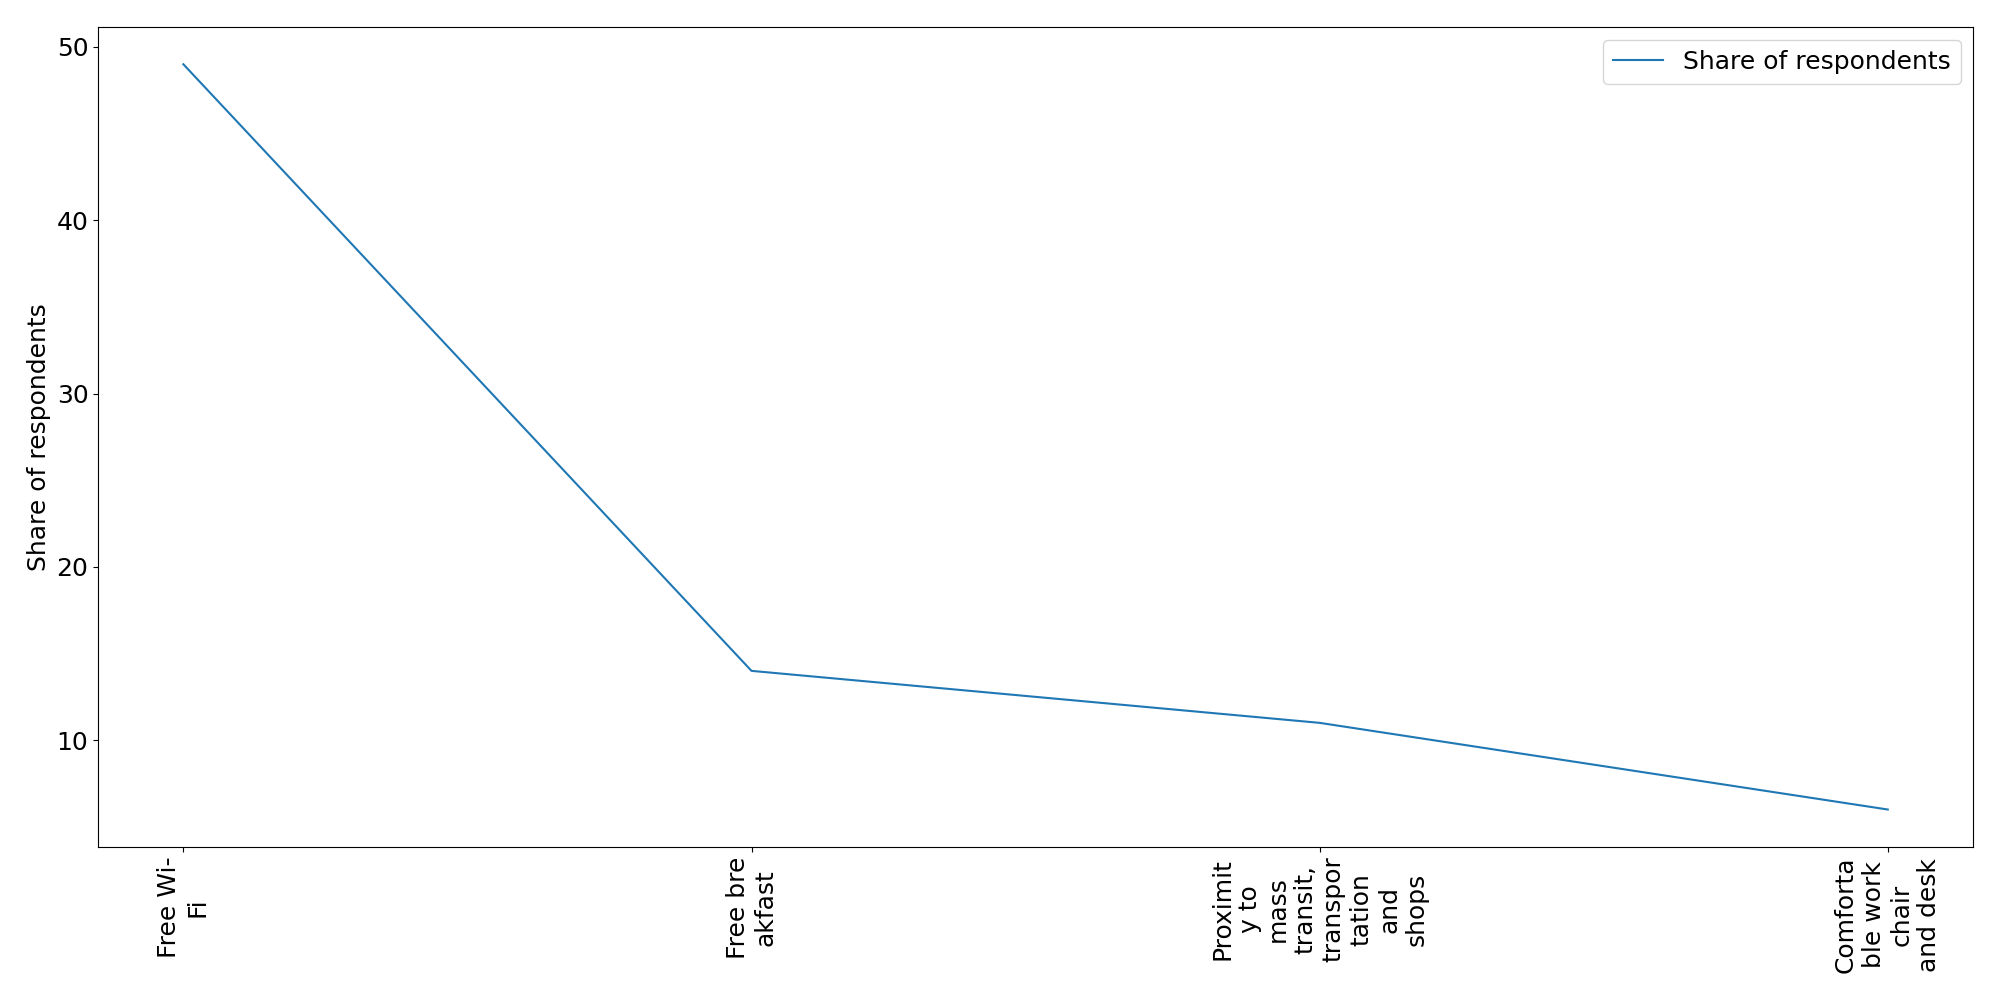 50
40
30
20
10
Share of respondents
Share of respondents
Free Wi-
Fi
Free bre
akfast
Proximit
y to
mass
transit,
transpor
tation
and
shops
Comforta
ble work
chair
and desk